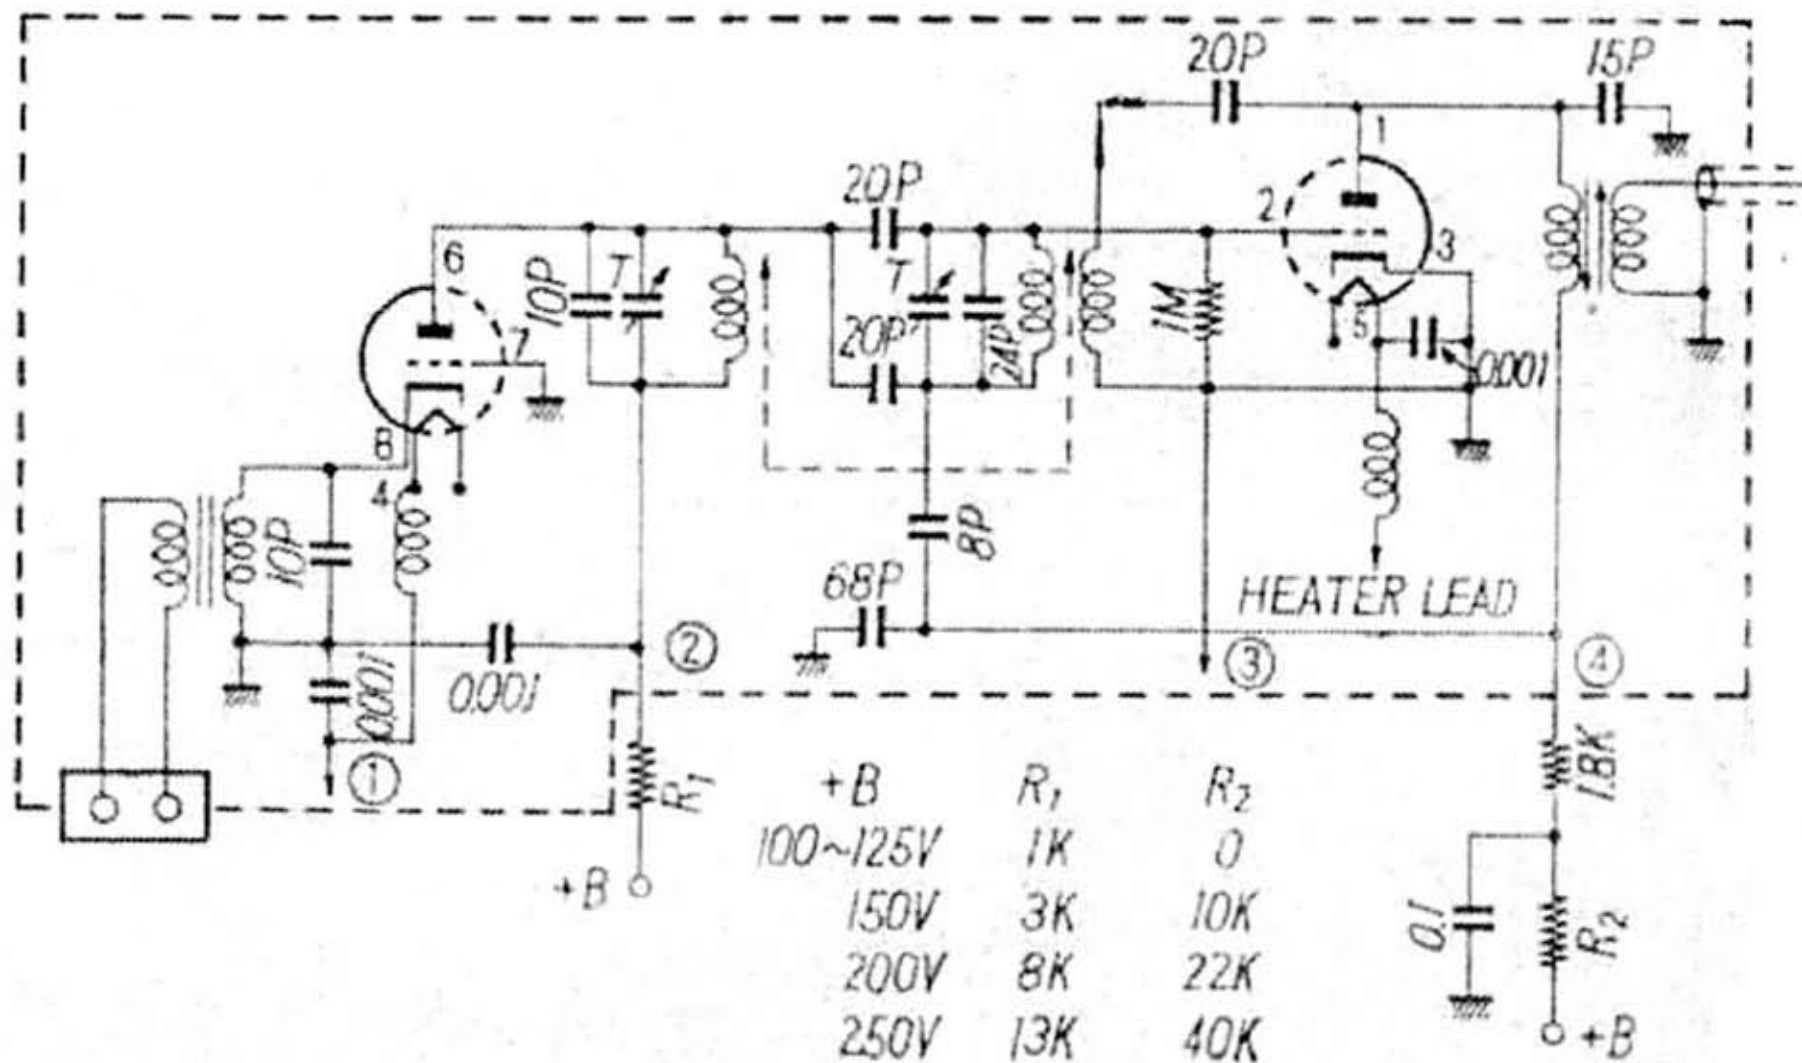 20P
15P
1
20P
2
3
6
10P
T
T
7
20P
24P
1M
5
0.001
8
4
10P
8P
68P
HEATER LEAD
②
③
④
0.001
0.001
①
R₁
1.8K
+B R₁ R₂
100~125V 1K 0
150V 3K 10K
200V 8K 22K
250V 13K 40K
+B
0.1
R₂
+B